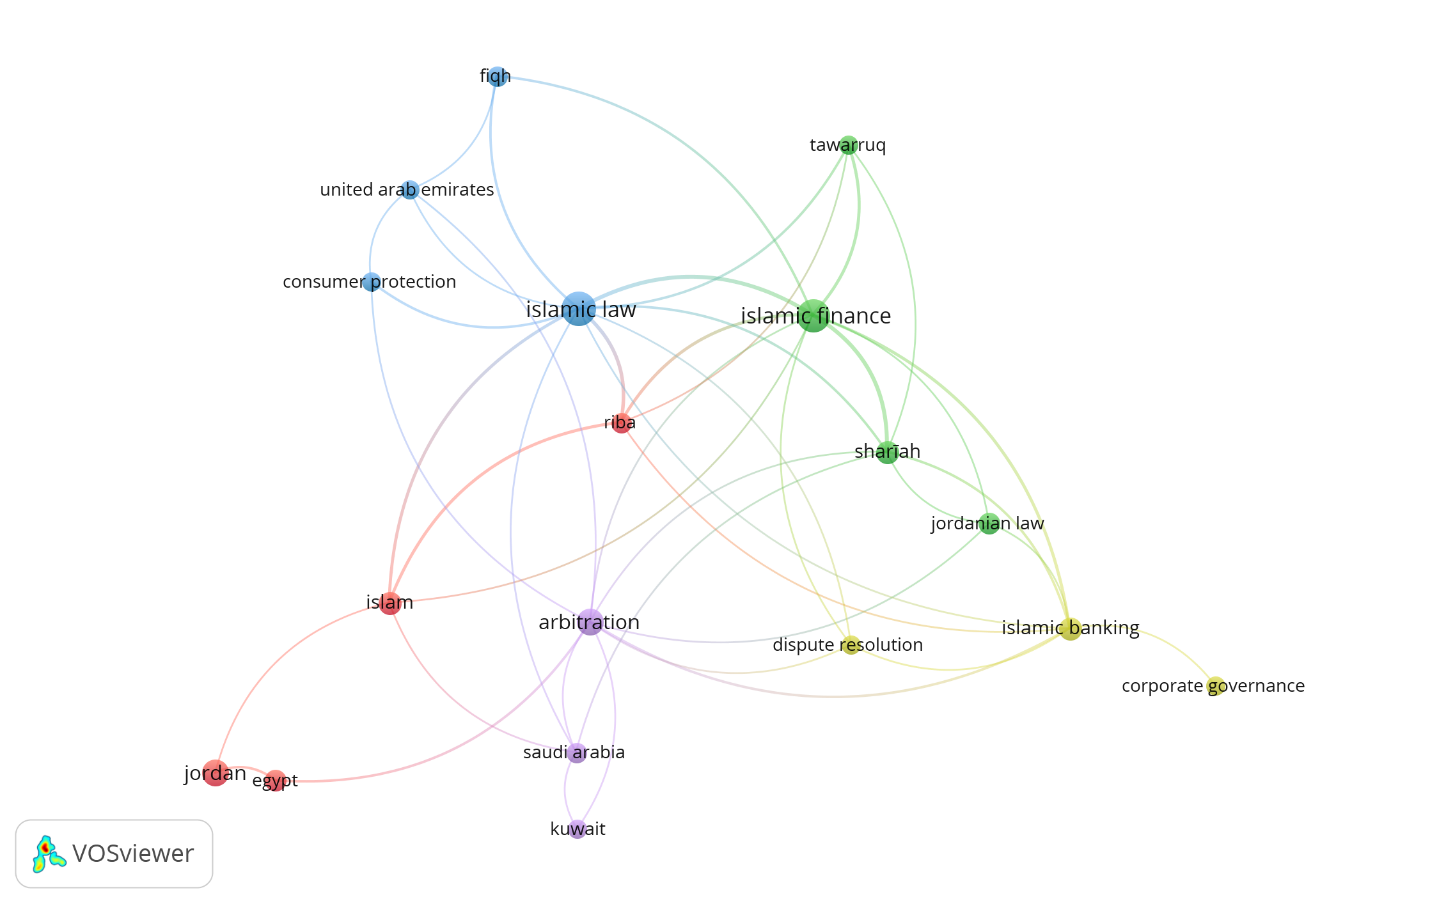 fiqh
tawarruq
united arab emirates
consumer protection
islamic law
islamic finance
riba
sharīah
jordanian law
islam
arbitration
islamic banking
dispute resolution
corporate governance
saudi arabia
jordan
egypt
kuwait
VOSviewer